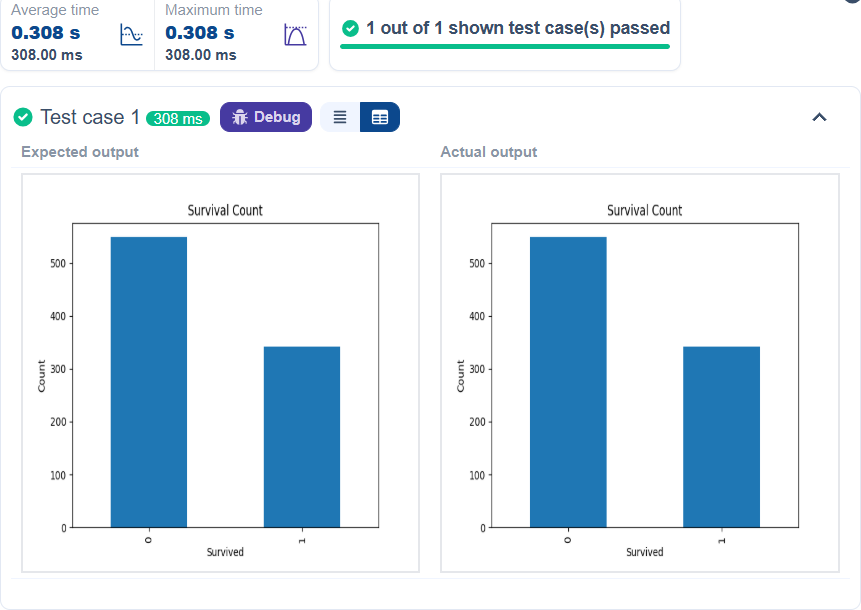 Average time
0.308 s
308.00 ms
Maximum time
0.308 s
308.00 ms
1 out of 1 shown test case(s) passed
Test case 1 308 ms Debug
Expected output
Survival Count
500
400
300
200
100
0
Count
0 1
Survived
Actual output
Survival Count
500
400
300
200
100
0
Count
0 1
Survived